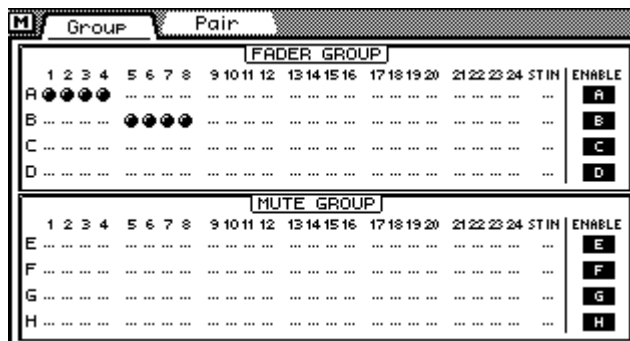 M Group Pair
FADER GROUP
1 2 3 4 5 6 7 8 9 10 11 12 13 14 15 16 17 18 19 20 21 22 23 24 ST IN ENABLE
A ... ... ... ... ... ... ... ... ... ... ... ... ... ... ... ... ... ... ... ... ... A
B ... ... ... ... ... ... ... ... ... ... ... ... ... ... ... ... ... ... ... ... ... B
C ... ... ... ... ... ... ... ... ... ... ... ... ... ... ... ... ... ... ... ... ... ... ... ... ... C
D ... ... ... ... ... ... ... ... ... ... ... ... ... ... ... ... ... ... ... ... ... ... ... ... ... D
MUTE GROUP
1 2 3 4 5 6 7 8 9 10 11 12 13 14 15 16 17 18 19 20 21 22 23 24 ST IN ENABLE
E ... ... ... ... ... ... ... ... ... ... ... ... ... ... ... ... ... ... ... ... ... ... ... ... ... E
F ... ... ... ... ... ... ... ... ... ... ... ... ... ... ... ... ... ... ... ... ... ... ... ... ... F
G ... ... ... ... ... ... ... ... ... ... ... ... ... ... ... ... ... ... ... ... ... ... ... ... ... G
H ... ... ... ... ... ... ... ... ... ... ... ... ... ... ... ... ... ... ... ... ... ... ... ... ... H